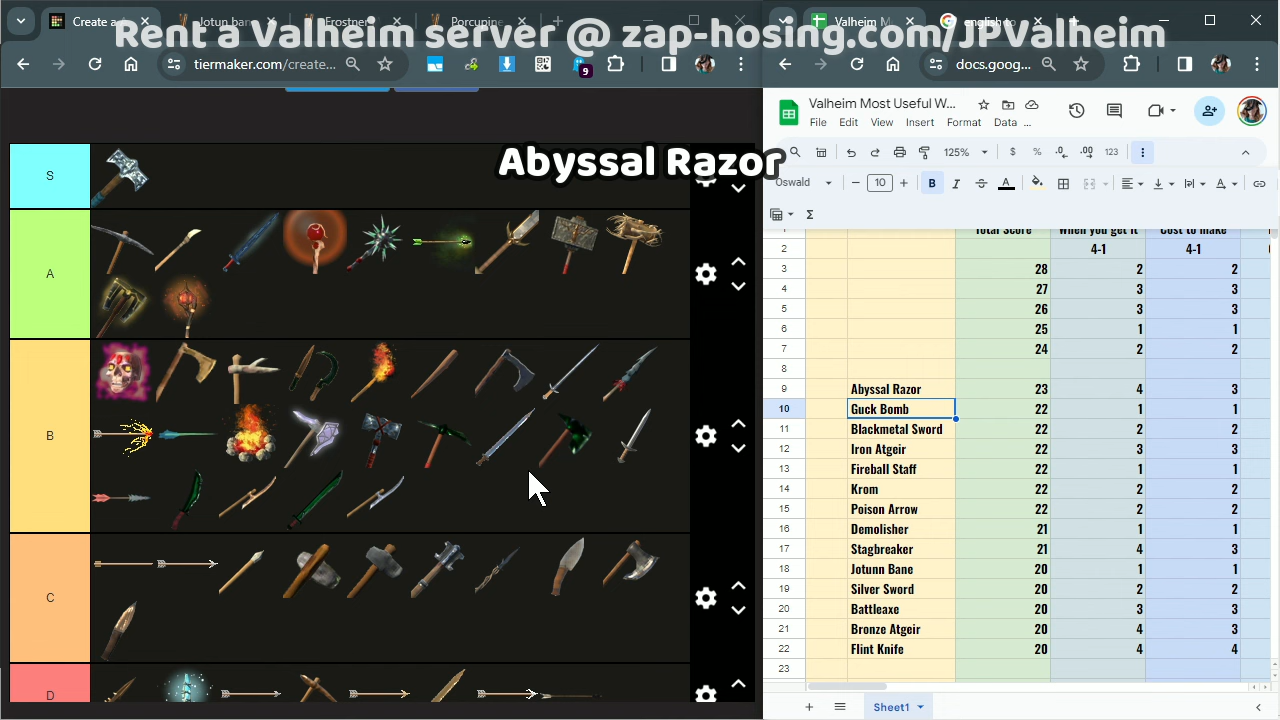 Create a
Jotun ban
Frostner
Porcupin
Valheim M
english to
Rent a Valheim server @ zap-hosing.com/JPValheim
tiermaker.com/create...
9
docs.goog...
Valheim Most Useful W...
File Edit View Insert Format Data ...
125% $ % .0 .00 123
Oswald 10 B I A
Abyssal Razor
S
A
B
C
D
1 Total Score When you get it Cost to make
2 4-1 4-1
3 28 2 2
4 27 3 3
5 26 3 3
6 25 1 1
7 24 2 2
8
9 Abyssal Razor 23 4 3
10 Guck Bomb 22 1 1
11 Blackmetal Sword 22 2 2
12 Iron Atgeir 22 3 3
13 Fireball Staff 22 1 1
14 Krom 22 2 2
15 Poison Arrow 22 2 2
16 Demolisher 21 1 1
17 Stagbreaker 21 4 3
18 Jotunn Bane 20 1 1
19 Silver Sword 20 2 2
20 Battleaxe 20 3 3
21 Bronze Atgeir 20 4 3
22 Flint Knife 20 4 4
23
Sheet1